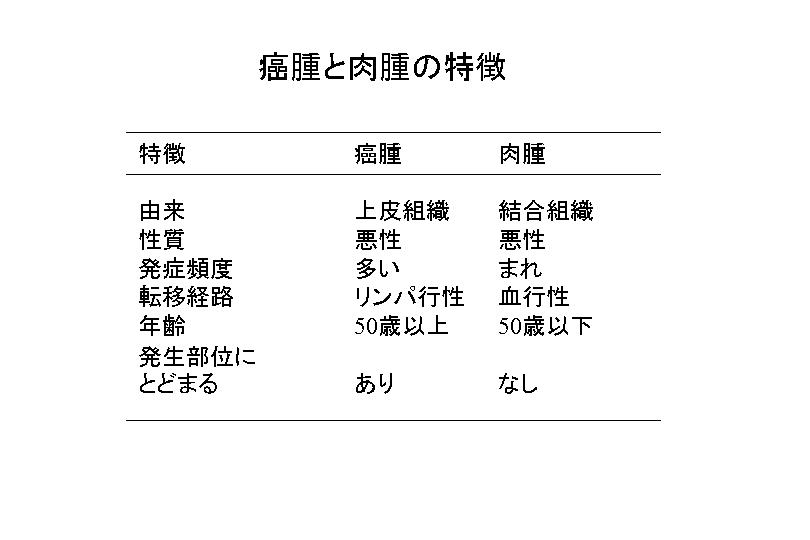 癌腫と肉腫の特徴
特徴 癌腫 肉腫
由来 上皮組織 結合組織
性質 悪性 悪性
発症頻度 多い まれ
転移経路 リンパ行性 血行性
年齢 50歳以上 50歳以下
発生部位に
とどまる あり なし